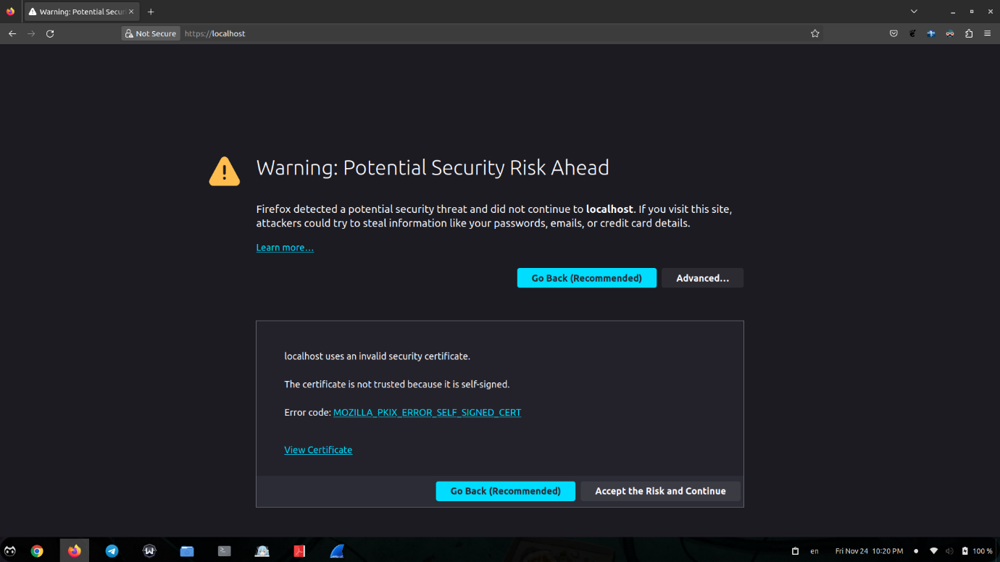 Warning: Potential Securi
Not Secure https://localhost
Warning: Potential Security Risk Ahead
Firefox detected a potential security threat and did not continue to localhost. If you visit this site,
attackers could try to steal information like your passwords, emails, or credit card details.
Learn more…
Go Back (Recommended) Advanced…
localhost uses an invalid security certificate.
The certificate is not trusted because it is self-signed.
Error code: MOZILLA_PKIX_ERROR_SELF_SIGNED_CERT
View Certificate
Go Back (Recommended) Accept the Risk and Continue
en Fri Nov 24 10:20 PM 100 %